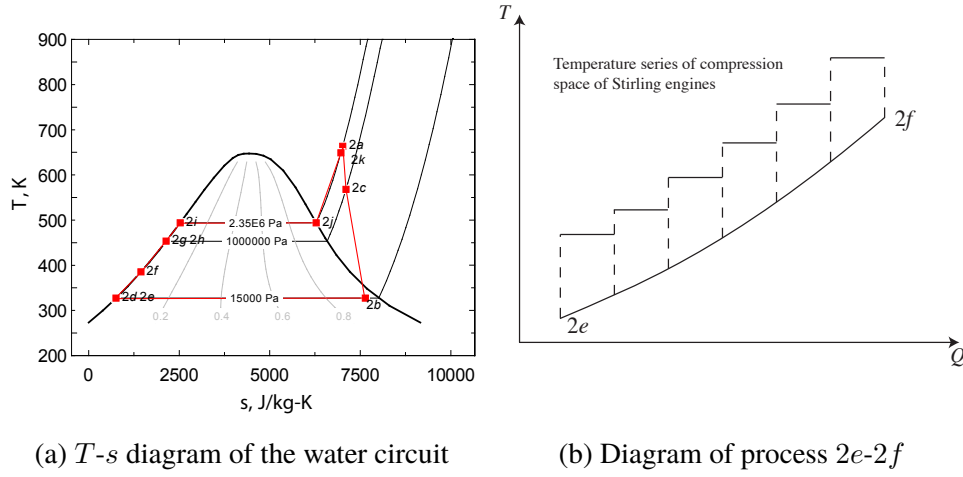 900
800
700
600
500
400
300
200
T, K
2a
2k
2c
2i
2.35E6 Pa
2j
2g 2h
1000000 Pa
2f
2d 2e
15000 Pa
2b
0.2
0.4
0.6
0.8
0
2500
5000
7500
10000
s, J/kg-K
(a) T-s diagram of the water circuit
T
Temperature series of compression
space of Stirling engines
2f
2e
Q
(b) Diagram of process 2e-2f